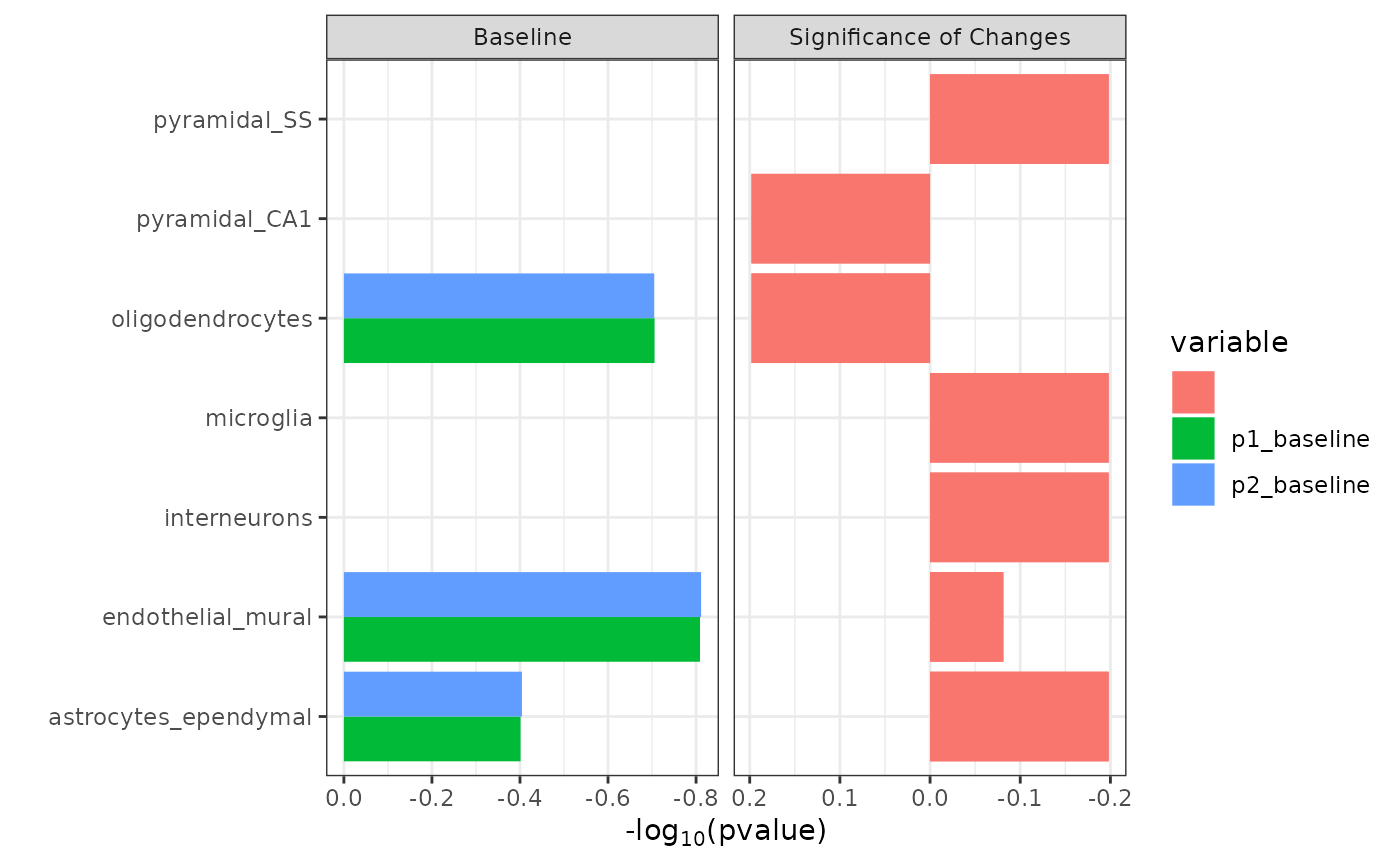 Baseline Significance of Changes
pyramidal_SS
pyramidal_CA1
oligodendrocytes
microglia
interneurons
endothelial_mural
astrocytes_ependymal
0.0 -0.2 -0.4 -0.6 -0.8 0.2 0.1 0.0 -0.1 -0.2
-log10(pvalue)
variable
p1_baseline
p2_baseline